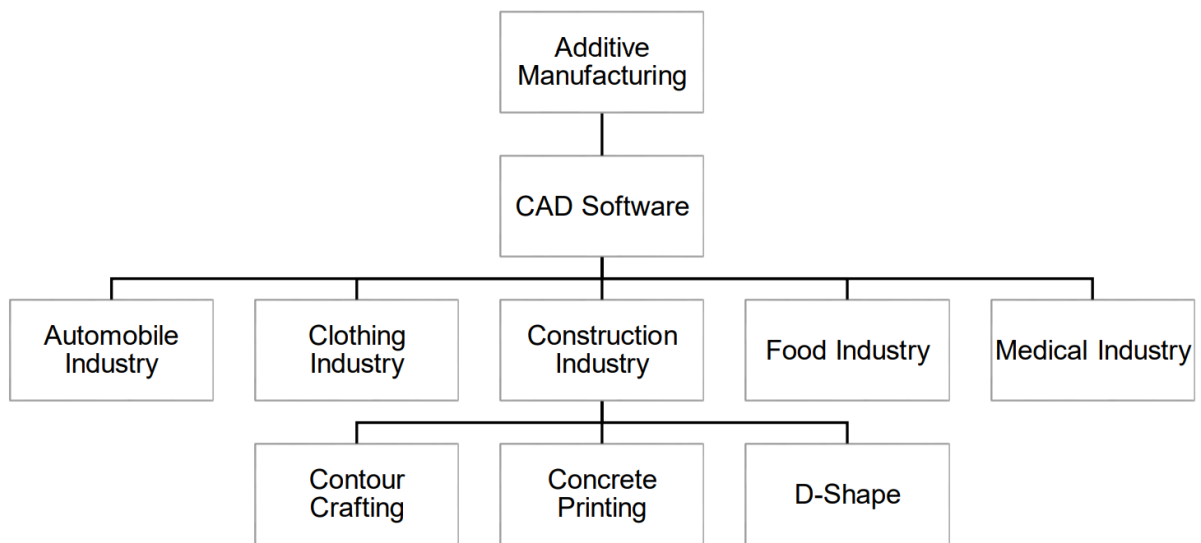 Additive
Manufacturing
CAD Software
Automobile
Industry
Clothing
Industry
Construction
Industry
Food Industry
Medical Industry
Contour
Crafting
Concrete
Printing
D-Shape